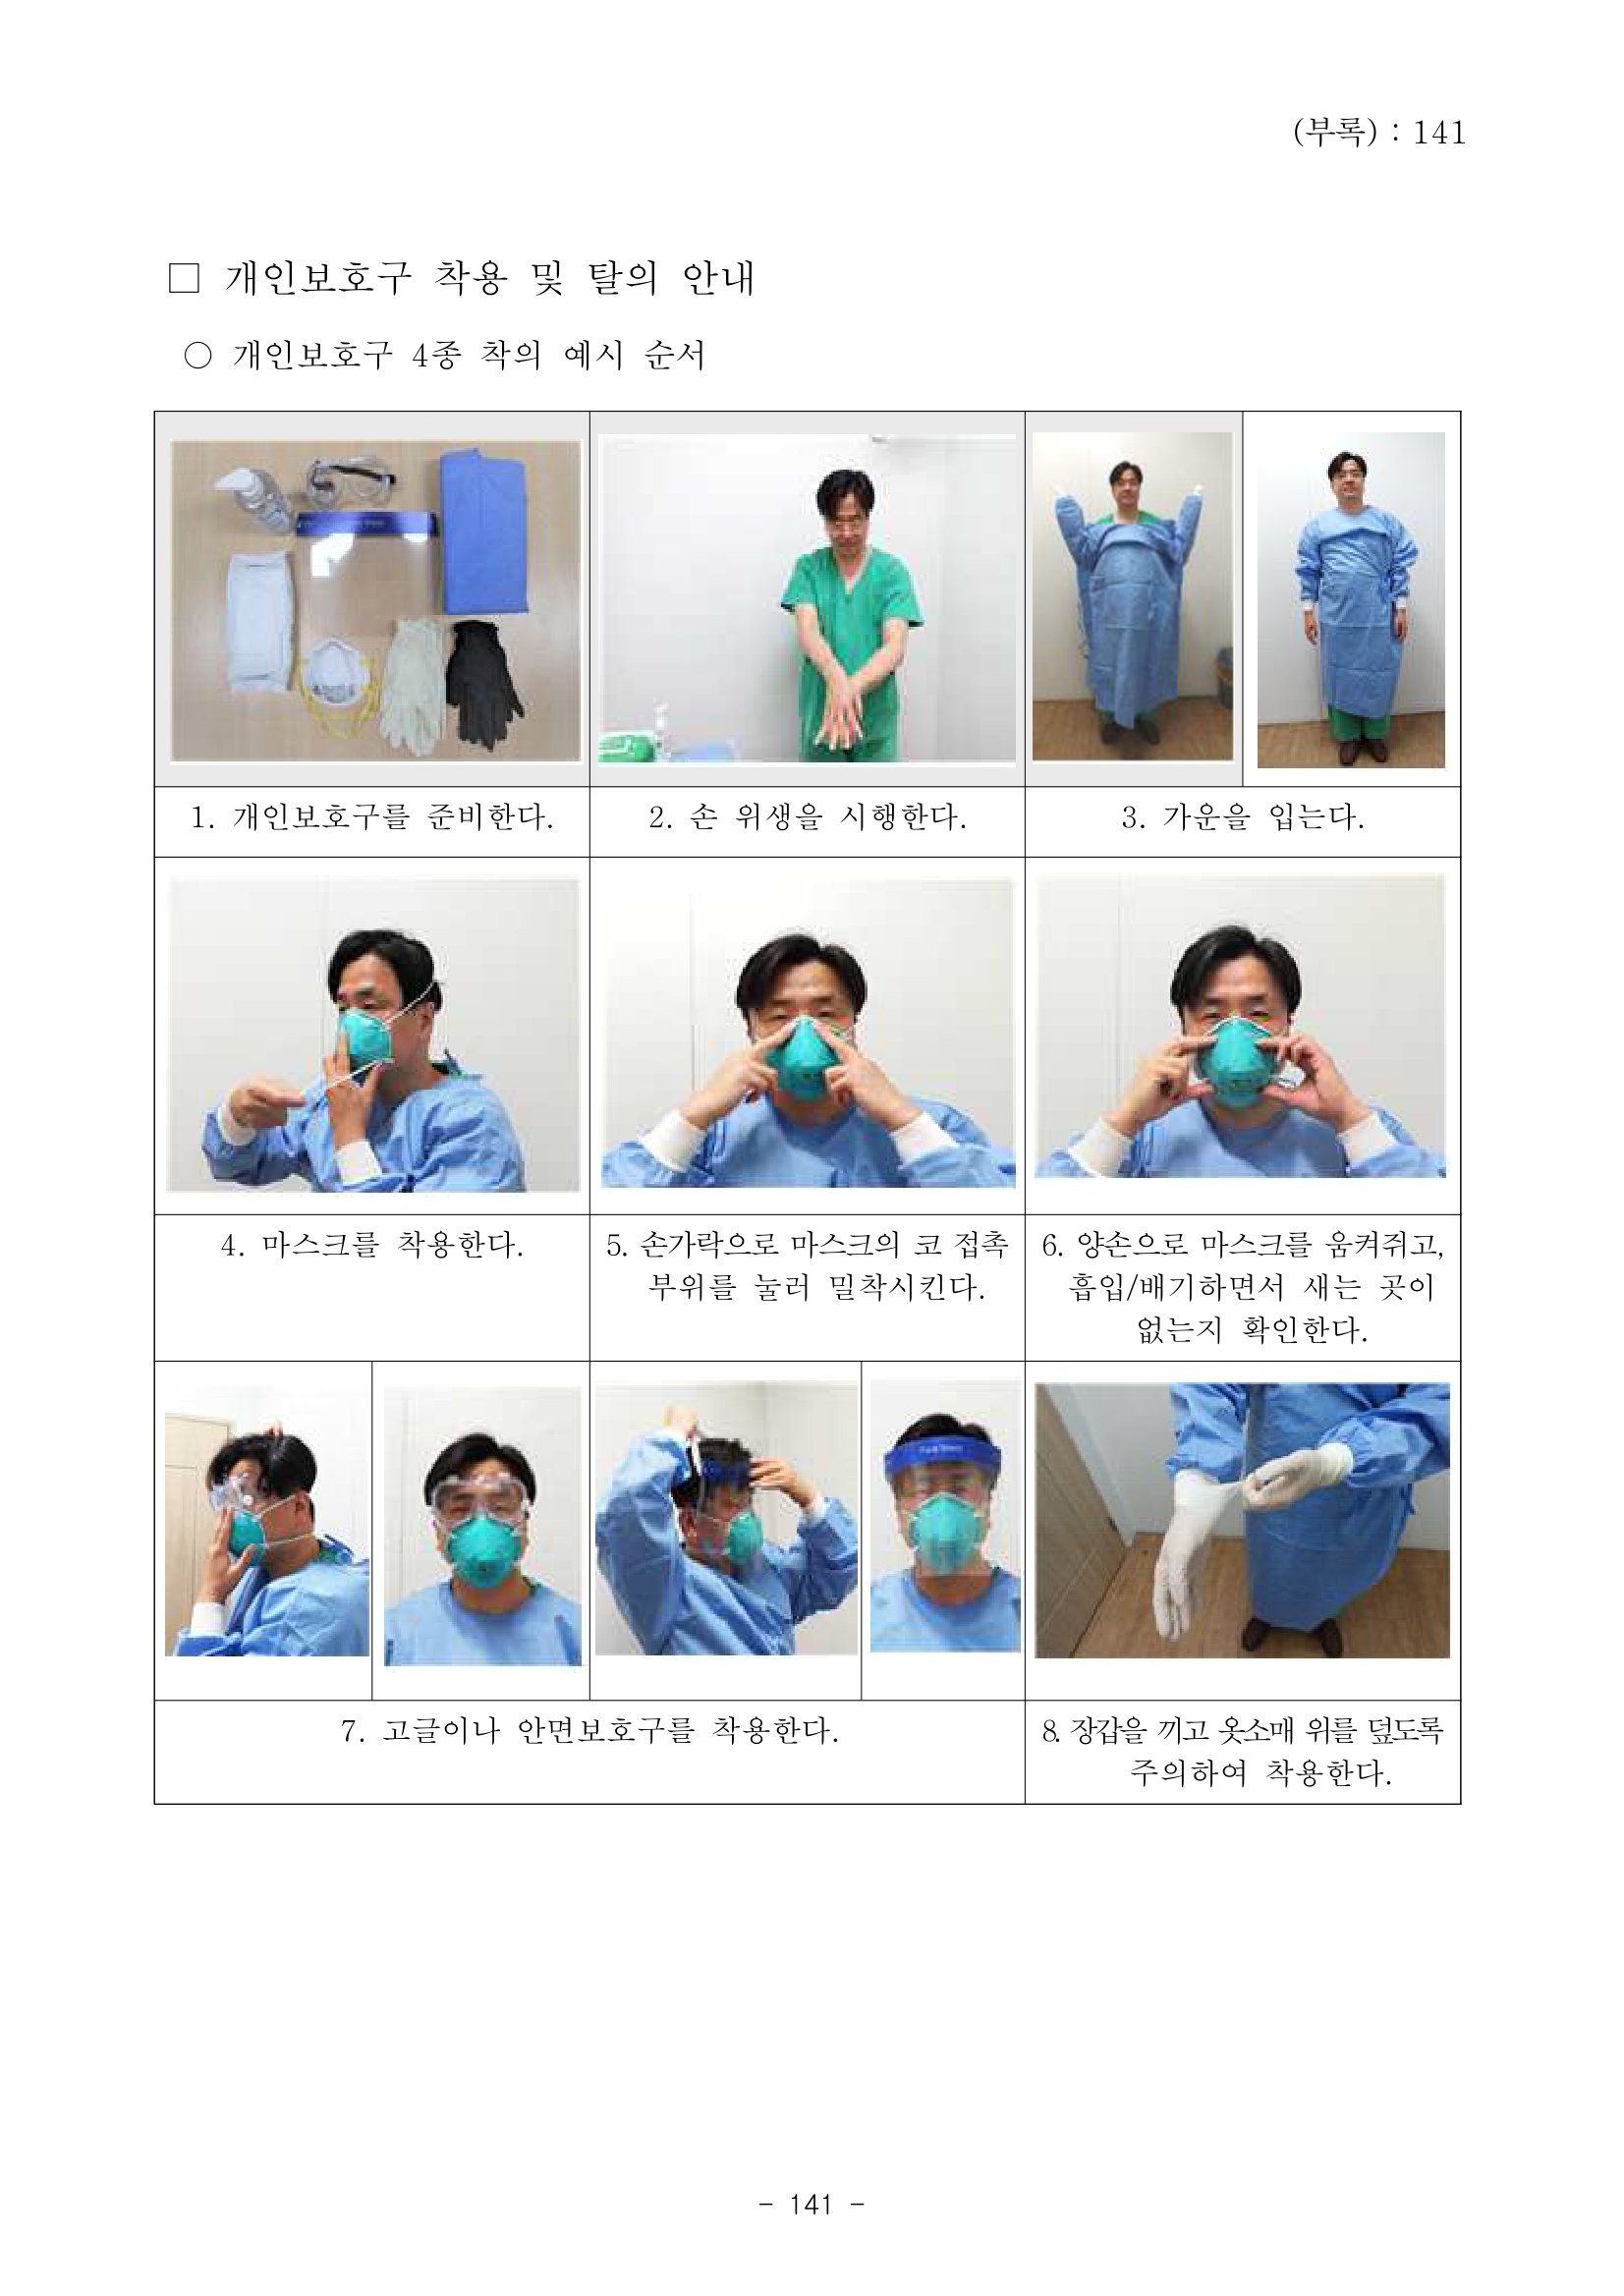 (부록) : 141
□ 개인보호구 착용 및 탈의 안내
○ 개인보호구 4종 착의 예시 순서
1. 개인보호구를 준비한다.
2. 손 위생을 시행한다.
3. 가운을 입는다.
4. 마스크를 착용한다.
5. 손가락으로 마스크의 코 접촉
부위를 눌러 밀착시킨다.
6. 양손으로 마스크를 움켜쥐고,
흡입/배기하면서 새는 곳이
없는지 확인한다.
7. 고글이나 안면보호구를 착용한다.
8. 장갑을 끼고 옷소매 위를 덮도록
주의하여 착용한다.
- 141 -